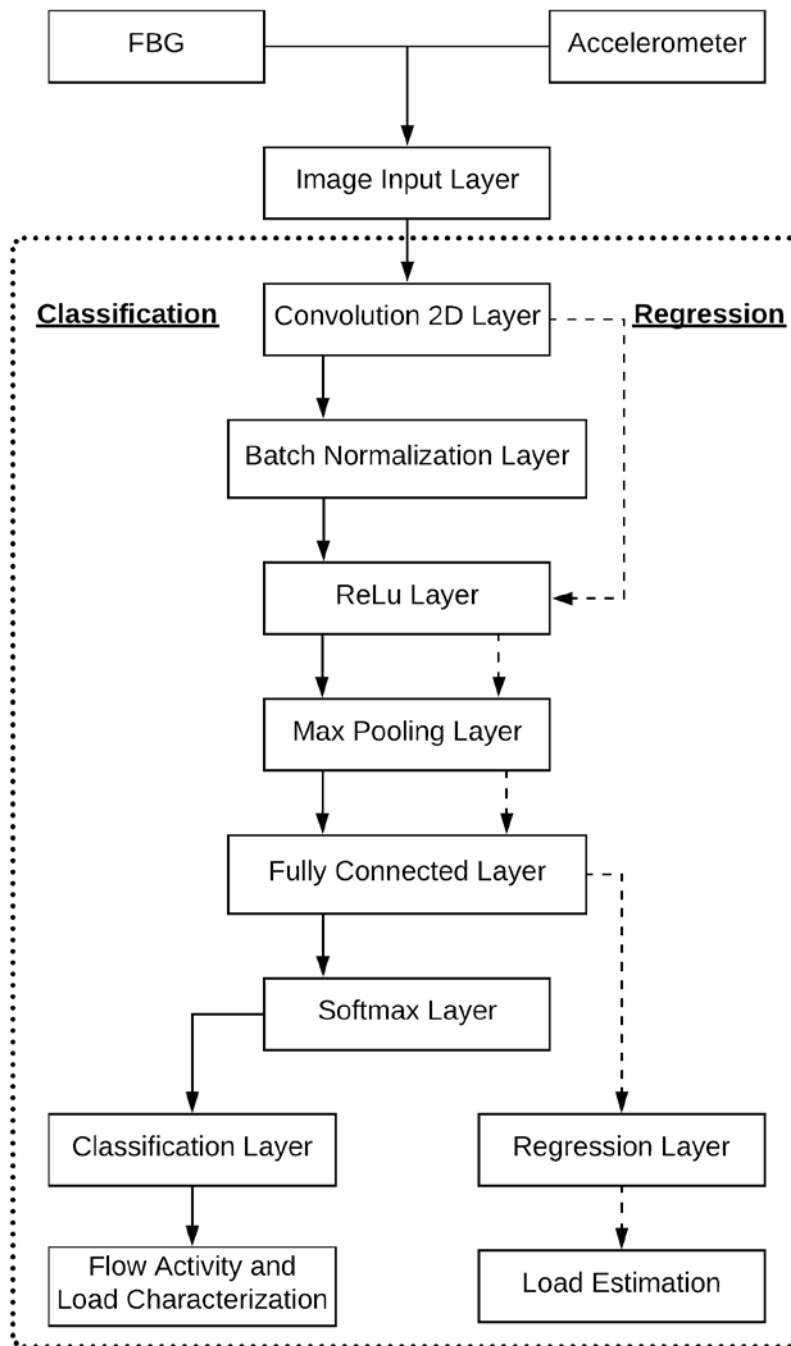 FBG
Accelerometer
Image Input Layer
Classification
Convolution 2D Layer
Regression
Batch Normalization Layer
ReLu Layer
Max Pooling Layer
Fully Connected Layer
Softmax Layer
Classification Layer
Regression Layer
Flow Activity and
Load Characterization
Load Estimation